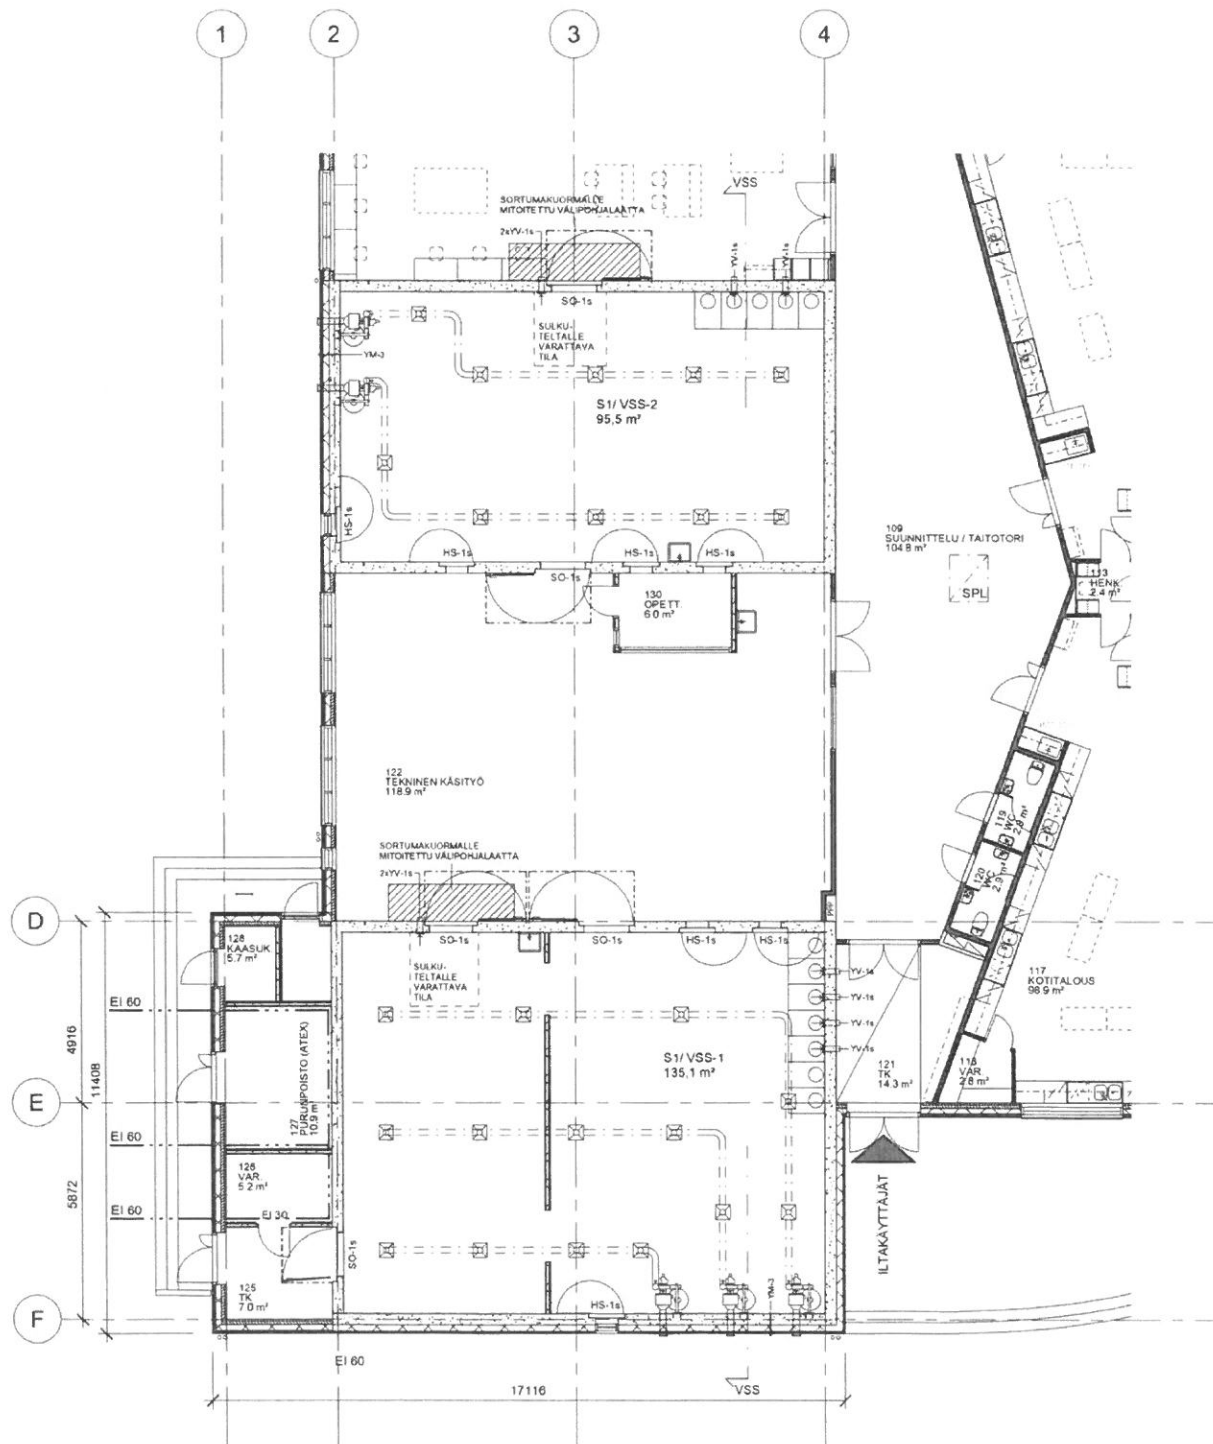 1
2
3
4
VSS
SORTUMAKUORMALLE
MITOITETTU VÄLIPOHJALAATTA
2xYV-1s
YV-1s
YV-1s
SO-1s
SULKU-
TELTALLE
VARATTAVA
TILA
YM-3
S1/ VSS-2
95,5 m²
HS-1s
HS-1s
HS-1s
HS-1s
SO-1s
109
SUUNNITTELU / TAITOTORI
104.8 m²
SPL
113
HENK.
2.4 m²
130
OPETT.
6.0 m²
122
TEKNINEN KÄSITYÖ
118.9 m²
119
WC
2.8 m²
120
WC
2.9 m²
SORTUMAKUORMALLE
MITOITETTU VÄLIPOHJALAATTA
2xYV-1s
PPP
D
SO-1s
SO-1s
HS-1s
HS-1s
128
KAASUK
5.7 m²
SULKU-
TELTALLE
VARATTAVA
TILA
YV-1s
YV-1s
YV-1s
YV-1s
117
KOTITALOUS
98.9 m²
EI 60
4916
11408
127
PURUNPOISTO (ATEX)
10.9 m
S1/ VSS-1
135,1 m²
121
TK
14.3 m²
VAR.
2.8 m²
E
EI 60
126
VAR.
5.2 m²
5872
EI 60
EI 30
SO-1s
ILTAKÄYTTÄJÄT
125
TK
7.0 m²
YM-3
HS-1s
F
EI 60
17116
VSS